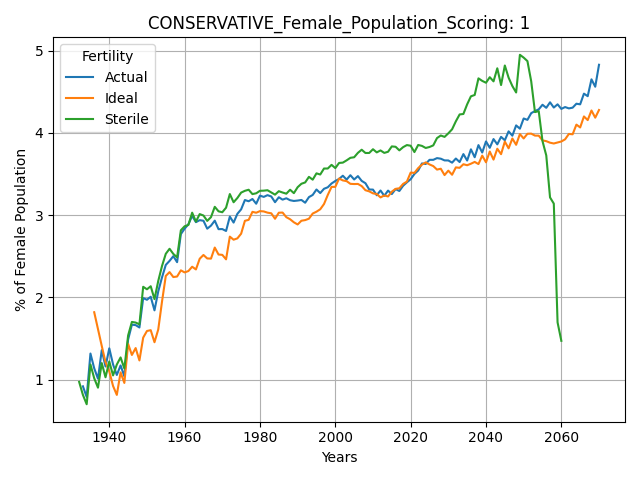 CONSERVATIVE_Female_Population_Scoring: 1
Fertility
Actual
Ideal
Sterile
% of Female Population
5
4
3
2
1
1940 1960 1980 2000 2020 2040 2060
Years